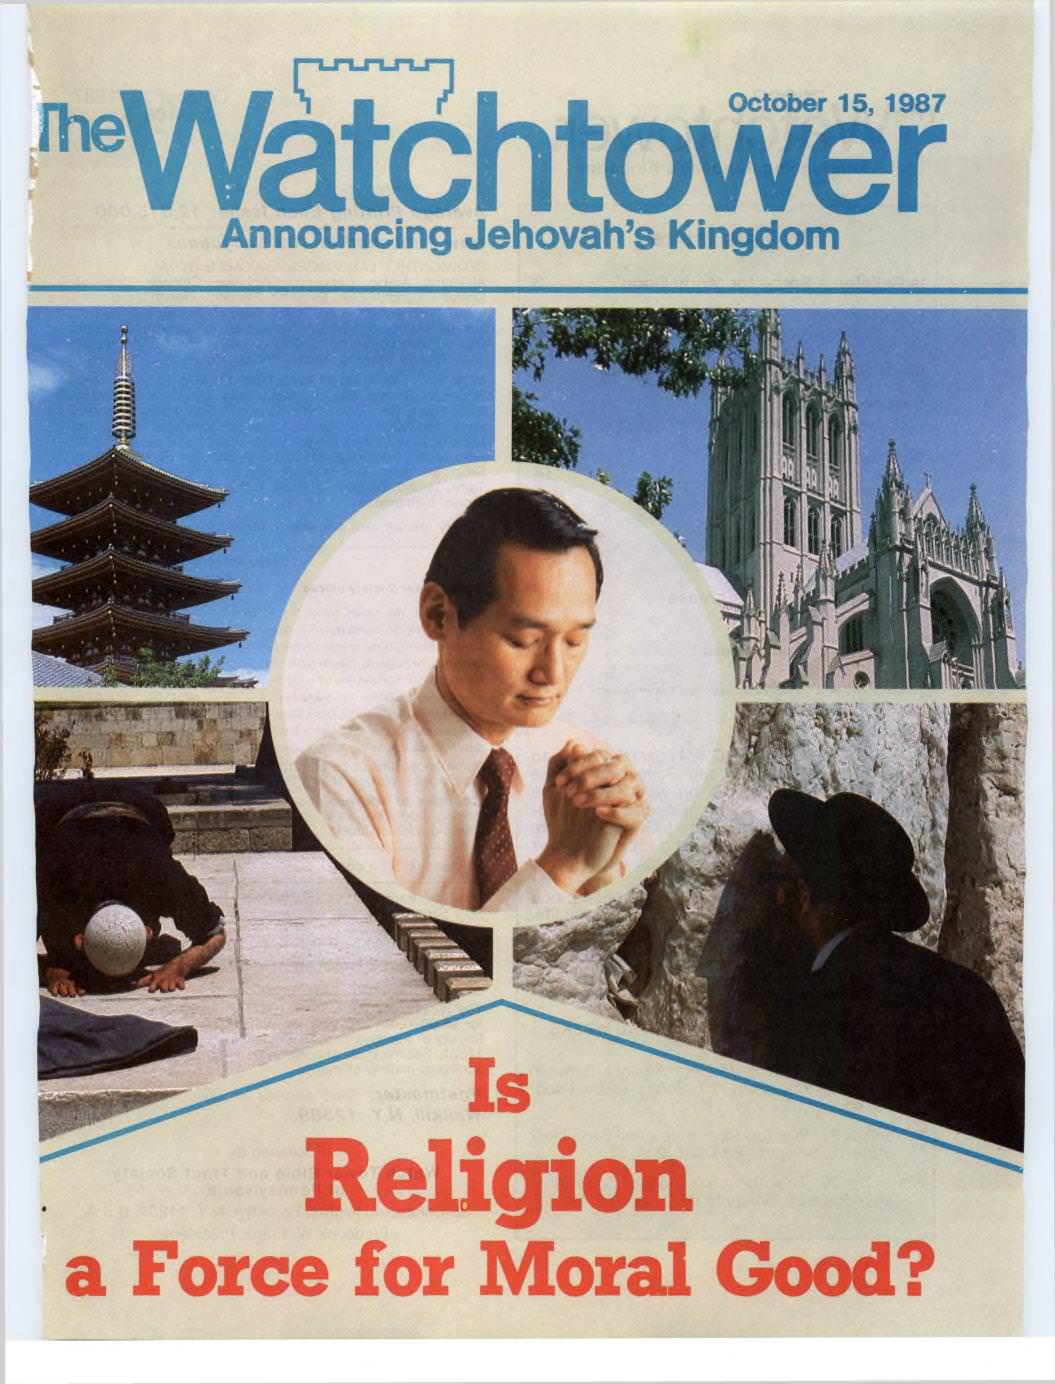 October 15, 1987
The Watchtower
Announcing Jehovah's Kingdom
Is
Religion
a Force for Moral Good?